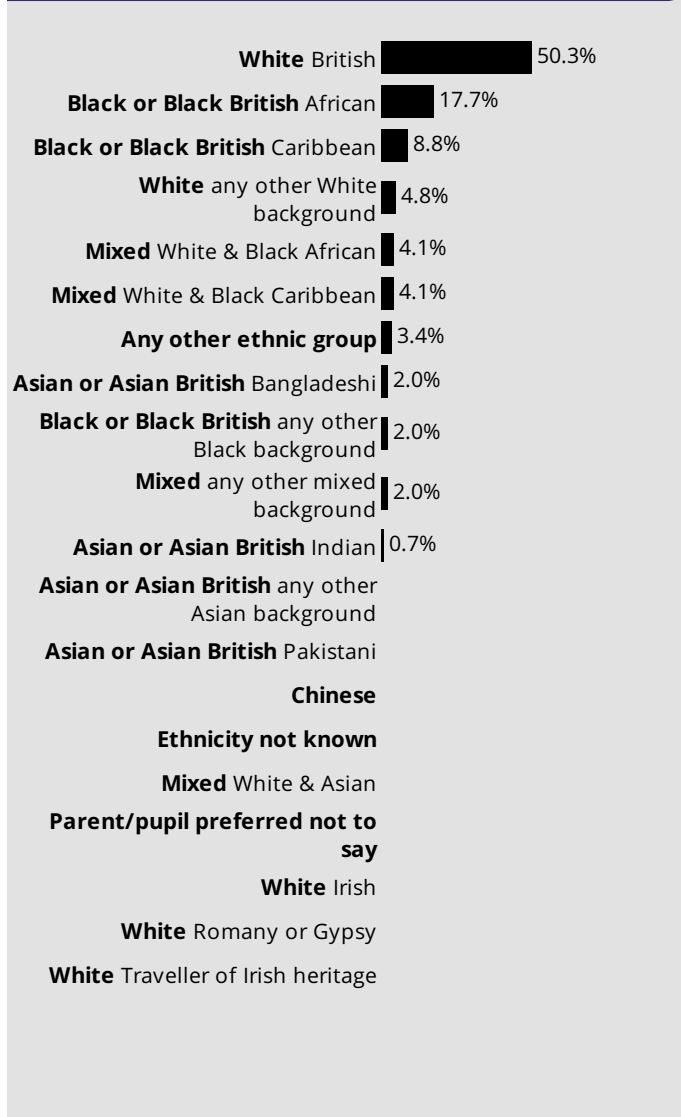 White British 50.3%
Black or Black British African 17.7%
Black or Black British Caribbean 8.8%
White any other White
background 4.8%
Mixed White & Black African 4.1%
Mixed White & Black Caribbean 4.1%
Any other ethnic group 3.4%
Asian or Asian British Bangladeshi 2.0%
Black or Black British any other
Black background 2.0%
Mixed any other mixed
background 2.0%
Asian or Asian British Indian 0.7%
Asian or Asian British any other
Asian background
Asian or Asian British Pakistani
Chinese
Ethnicity not known
Mixed White & Asian
Parent/pupil preferred not to
say
White Irish
White Romany or Gypsy
White Traveller of Irish heritage